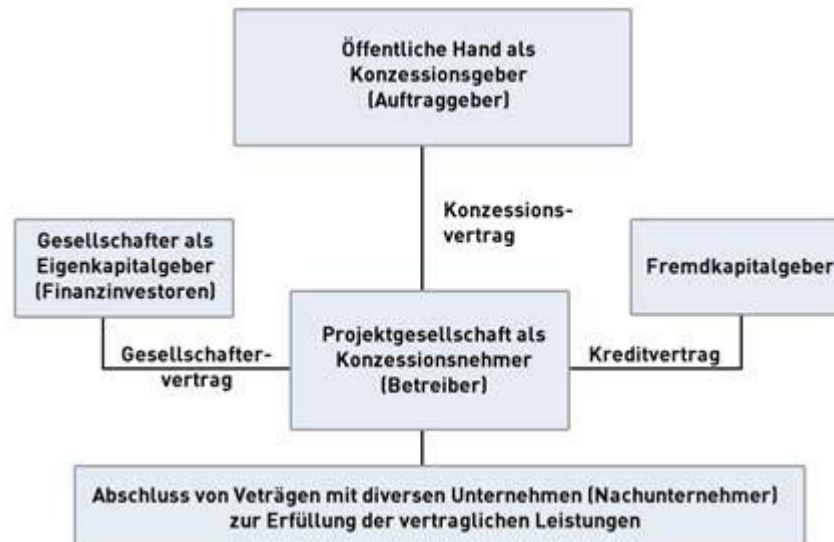 Öffentliche Hand als
Konzessionsgeber
(Auftraggeber)
Konzessions-
vertrag
Gesellschafter als
Eigenkapitalgeber
(Finanzinvestoren)
Fremdkapitalgeber
Gesellschafter-
vertrag
Projektgesellschaft als
Konzessionsnehmer
(Betreiber)
Kreditvertrag
Abschluss von Veträgen mit diversen Unternehmen (Nachunternehmer)
zur Erfüllung der vertraglichen Leistungen